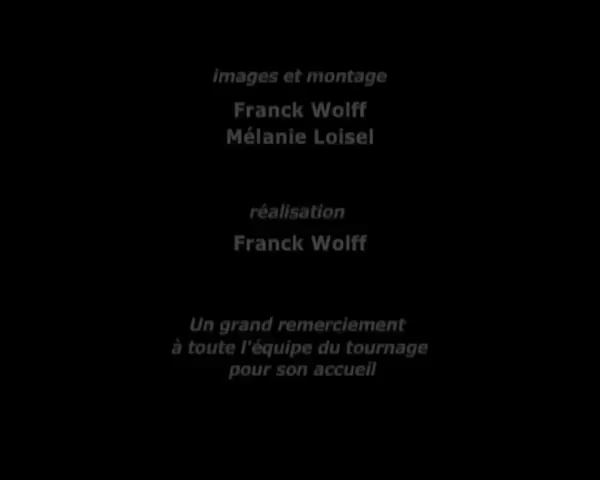 images et montage
Franck Wolff
Mélanie Loisel
réalisation
Franck Wolff
Un grand remerciement
à toute l'équipe du tournage
pour son accueil